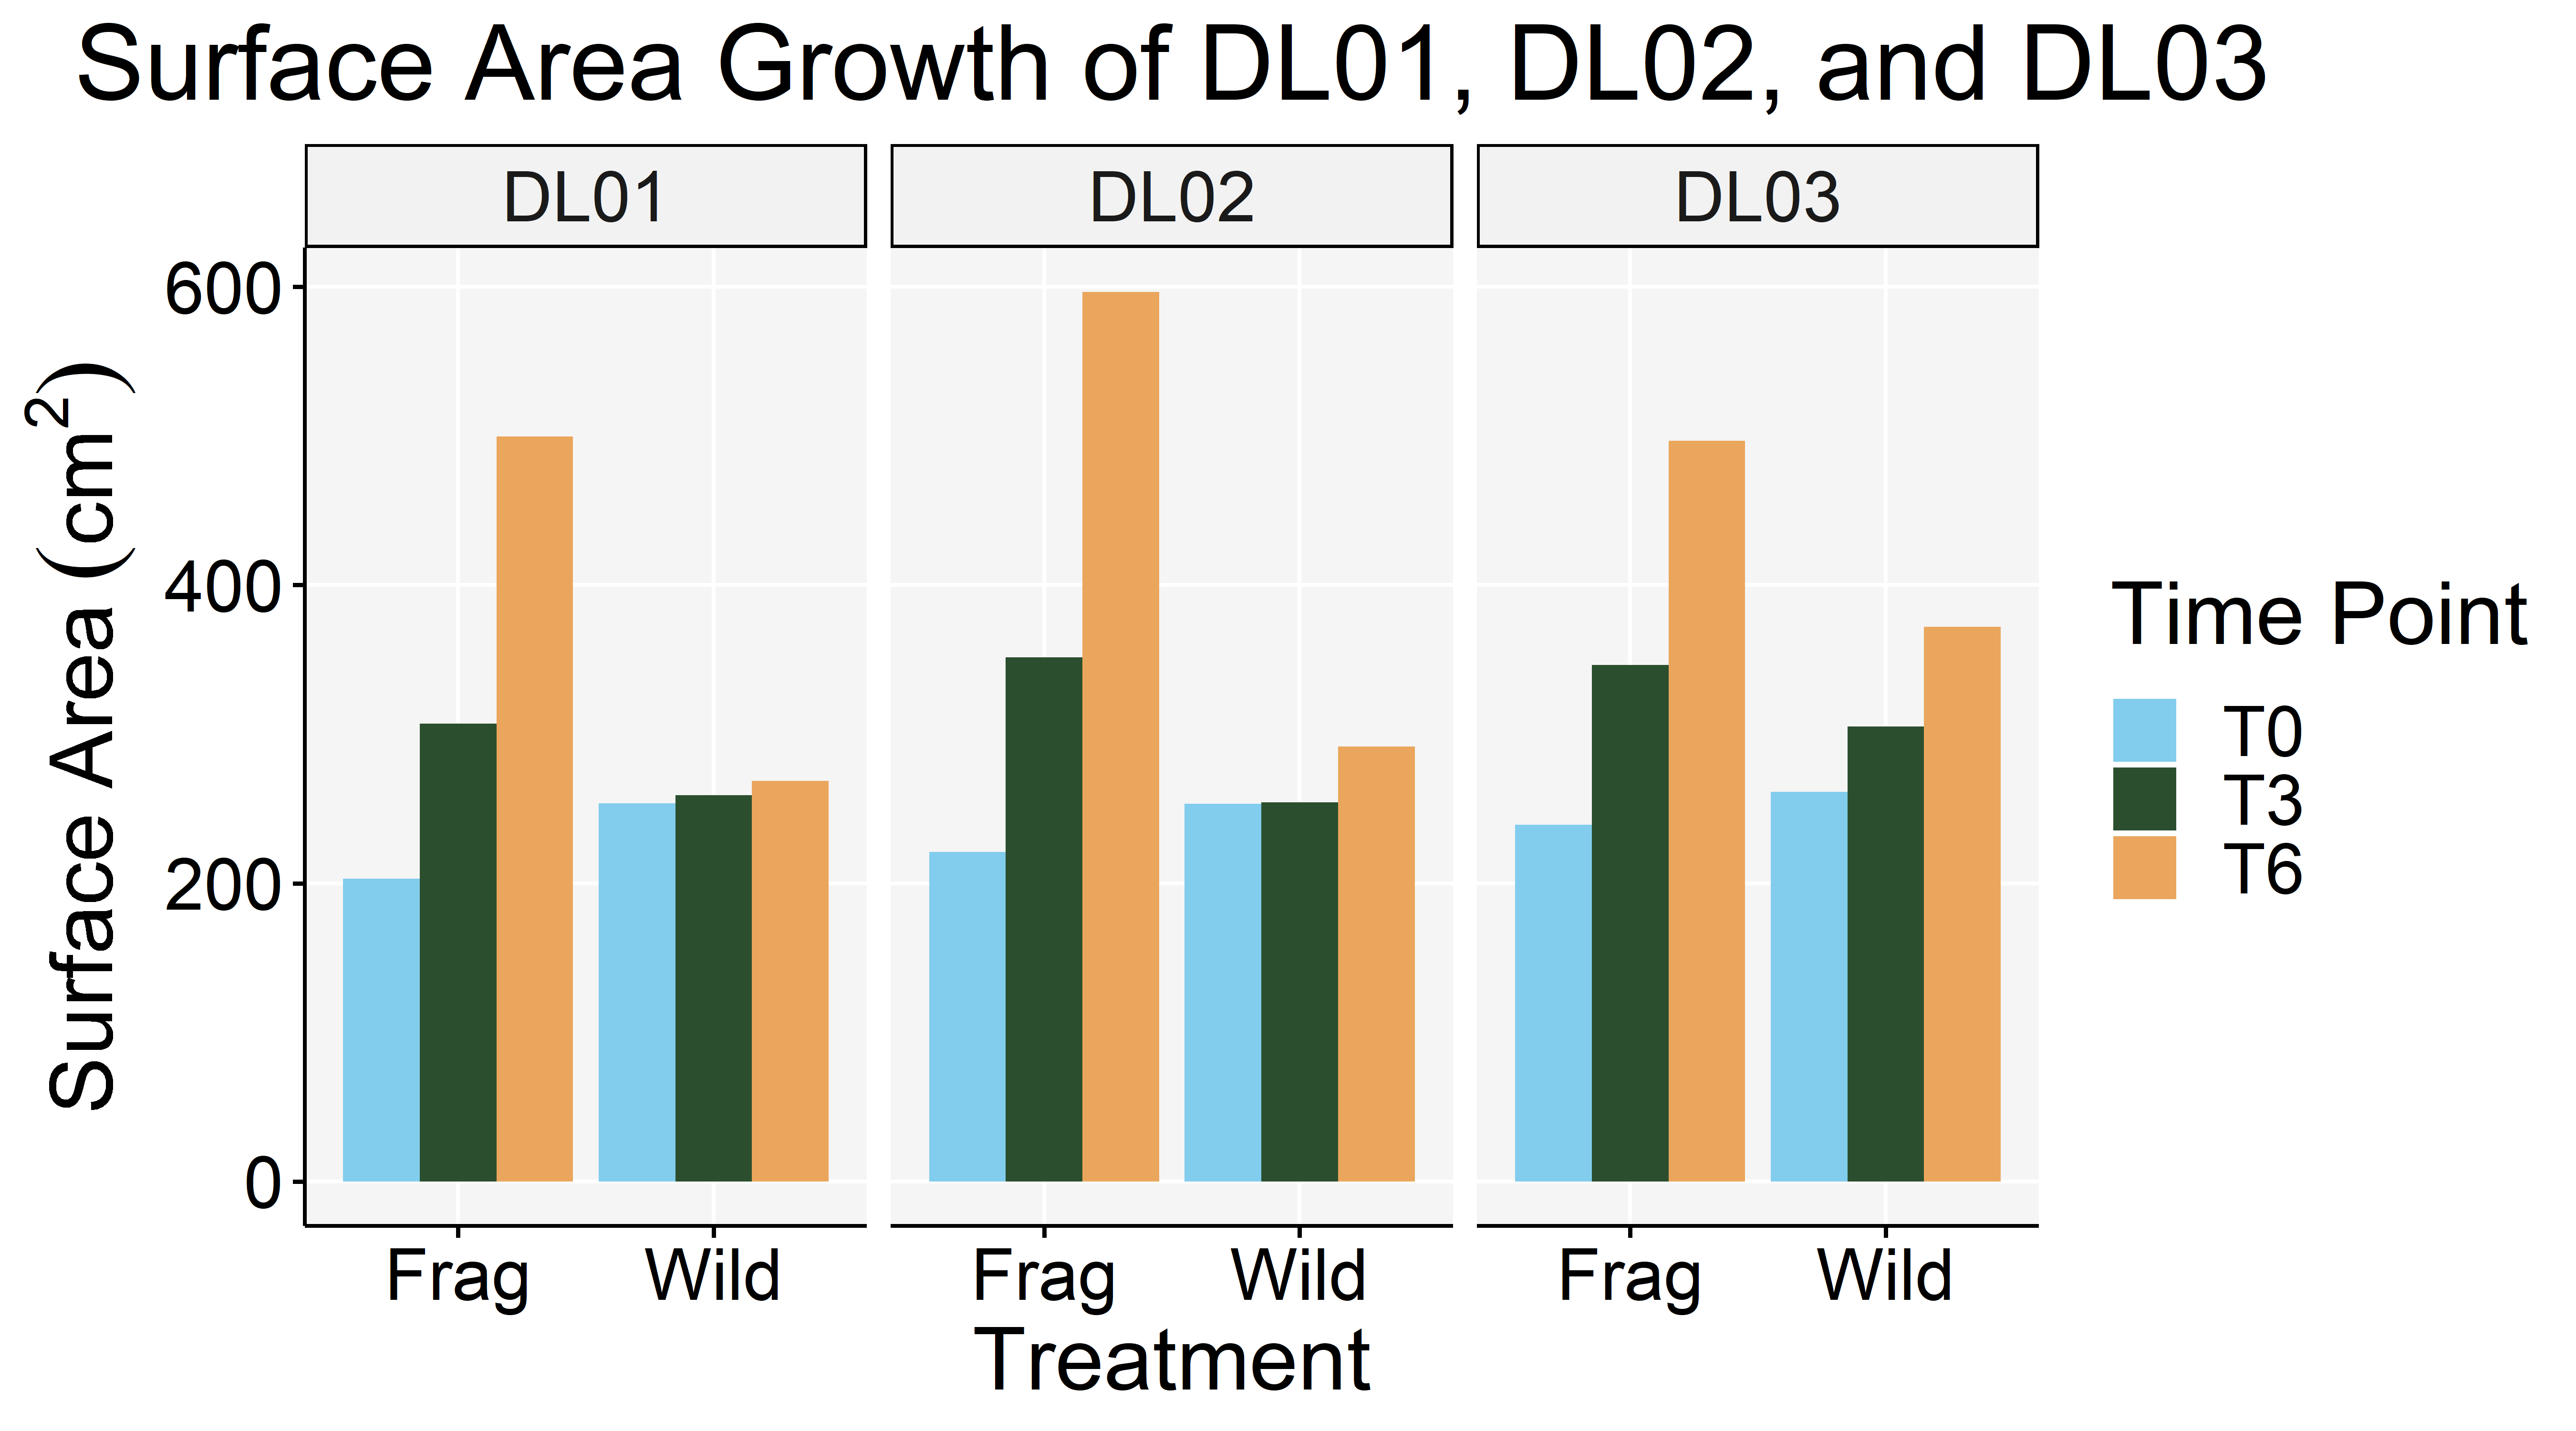 Surface Area Growth of DL01, DL02, and DL03
DL01
DL02
DL03
Surface Area (cm²)
600
400
200
0
Frag
Wild
Frag
Wild
Frag
Wild
Treatment
Time Point
T0
T3
T6